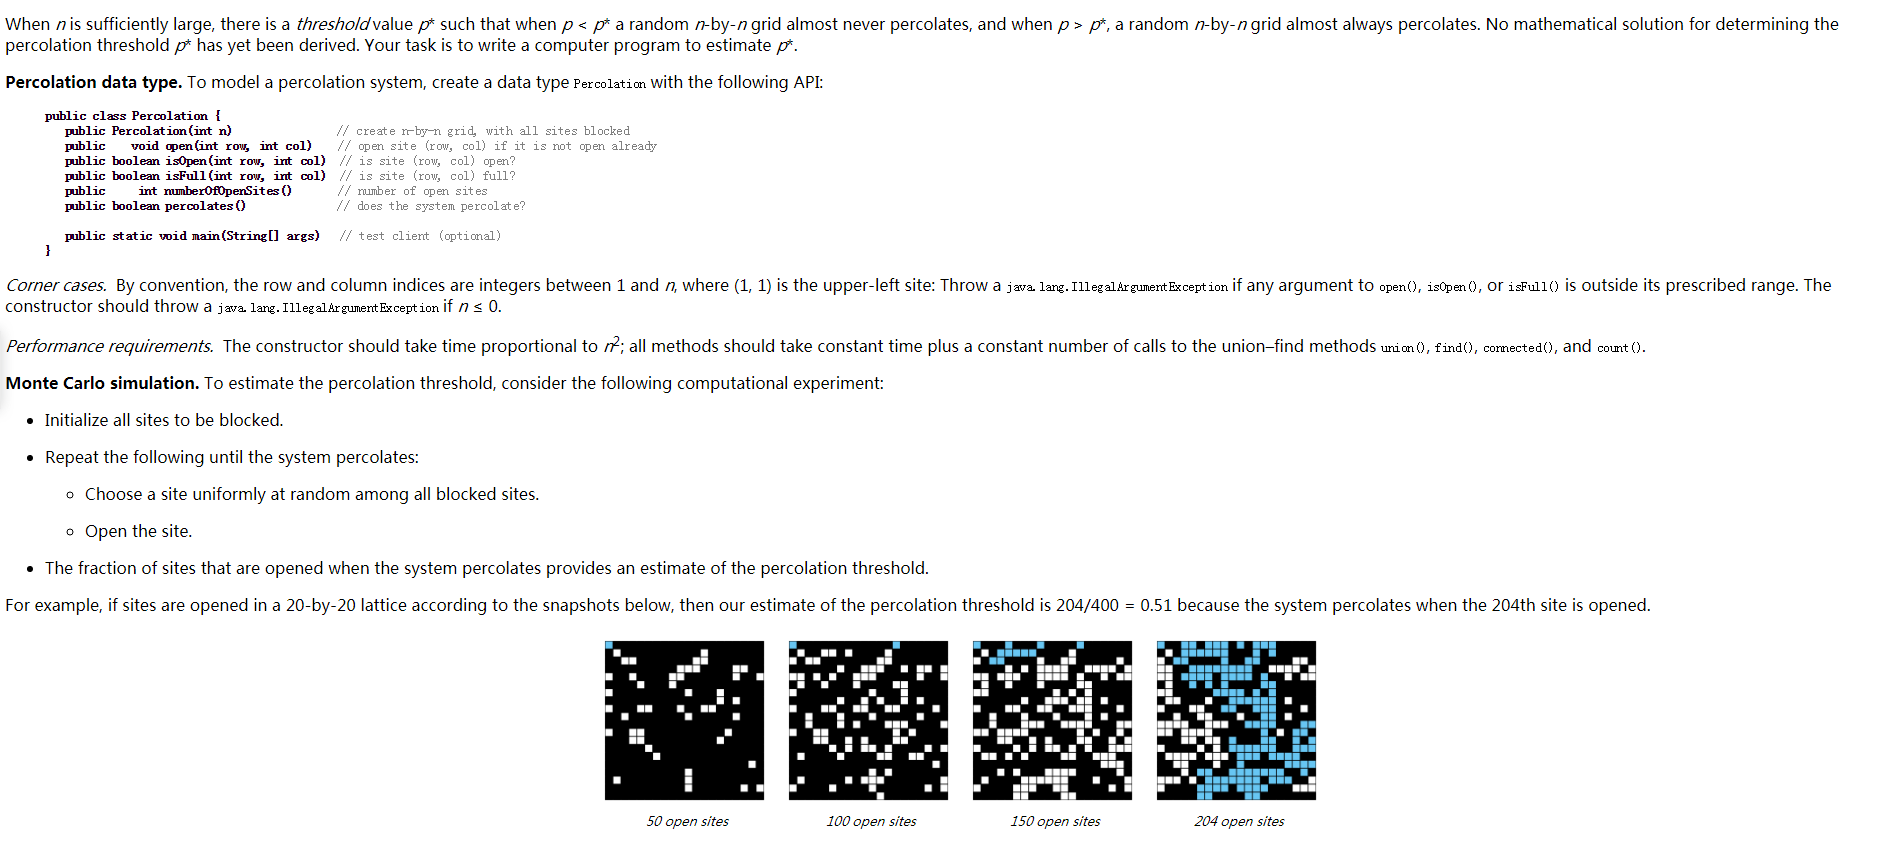 When n is sufficiently large, there is a threshold value p* such that when p < p* a random n-by-n grid almost never percolates, and when p > p*, a random n-by-n grid almost always percolates. No mathematical solution for determining the
percolation threshold p* has yet been derived. Your task is to write a computer program to estimate p*.
Percolation data type. To model a percolation system, create a data type Percolation with the following API:
public class Percolation {
public Percolation(int n) // create n-by-n grid, with all sites blocked
public void open(int row, int col) // open site (row, col) if it is not open already
public boolean isOpen(int row, int col) // is site (row, col) open?
public boolean isFull(int row, int col) // is site (row, col) full?
public int numberOfOpenSites() // number of open sites
public boolean percolates() // does the system percolate?
public static void main(String[] args) // test client (optional)
}
Corner cases. By convention, the row and column indices are integers between 1 and n, where (1, 1) is the upper-left site: Throw a java.lang.IllegalArgumentException if any argument to open(), isOpen(), or isFull() is outside its prescribed range. The
constructor should throw a java.lang.IllegalArgumentException if n ≤ 0.
Performance requirements. The constructor should take time proportional to n²; all methods should take constant time plus a constant number of calls to the union–find methods union(), find(), connected(), and count().
Monte Carlo simulation. To estimate the percolation threshold, consider the following computational experiment:
• Initialize all sites to be blocked.
• Repeat the following until the system percolates:
○ Choose a site uniformly at random among all blocked sites.
○ Open the site.
• The fraction of sites that are opened when the system percolates provides an estimate of the percolation threshold.
For example, if sites are opened in a 20-by-20 lattice according to the snapshots below, then our estimate of the percolation threshold is 204/400 = 0.51 because the system percolates when the 204th site is opened.
50 open sites 100 open sites 150 open sites 204 open sites